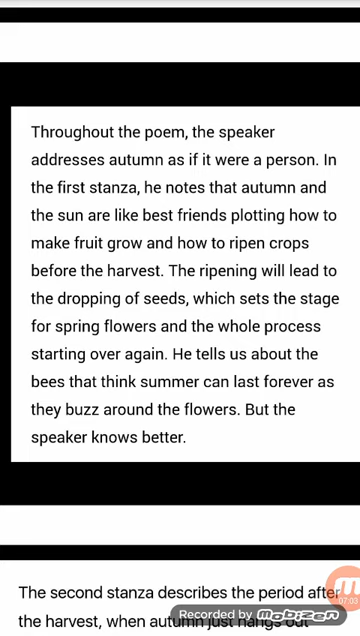 Throughout the poem, the speaker
addresses autumn as if it were a person. In
the first stanza, he notes that autumn and
the sun are like best friends plotting how to
make fruit grow and how to ripen crops
before the harvest. The ripening will lead to
the dropping of seeds, which sets the stage
for spring flowers and the whole process
starting over again. He tells us about the
bees that think summer can last forever as
they buzz around the flowers. But the
speaker knows better.
The second stanza describes the period after
the harvest, when autumn just hangs out
07:03
Recorded by mobizen